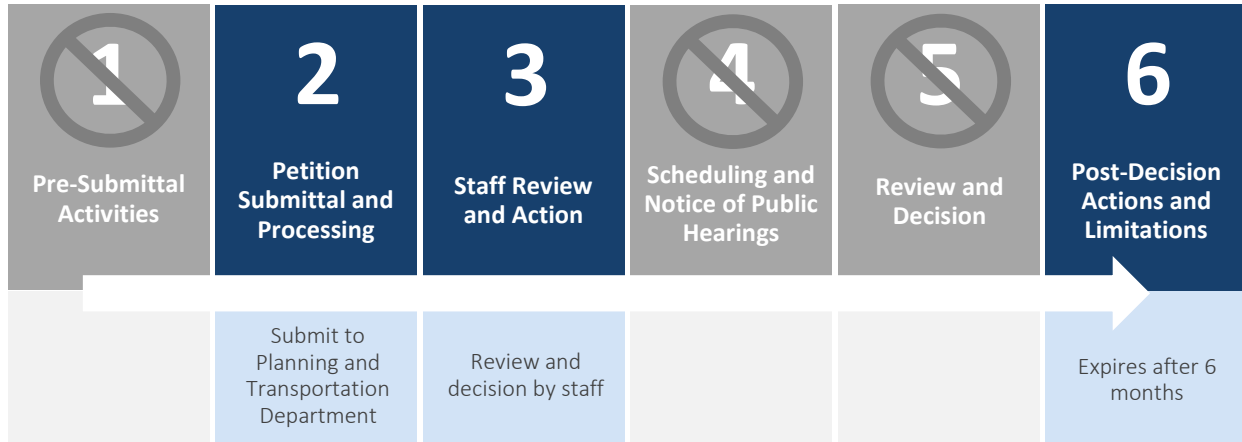 1
Pre-Submittal
Activities
2
Petition
Submittal and
Processing
3
Staff Review
and Action
4
Scheduling and
Notice of Public
Hearings
5
Review and
Decision
6
Post-Decision
Actions and
Limitations
Submit to
Planning and
Transportation
Department
Review and
decision by staff
Expires after 6
months